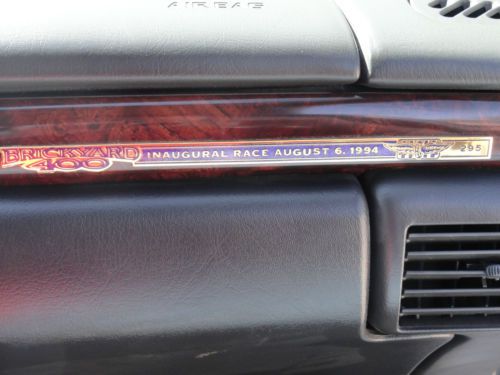 AIRBAG
BRICKYARD
400
INAUGURAL RACE AUGUST 6, 1994
295